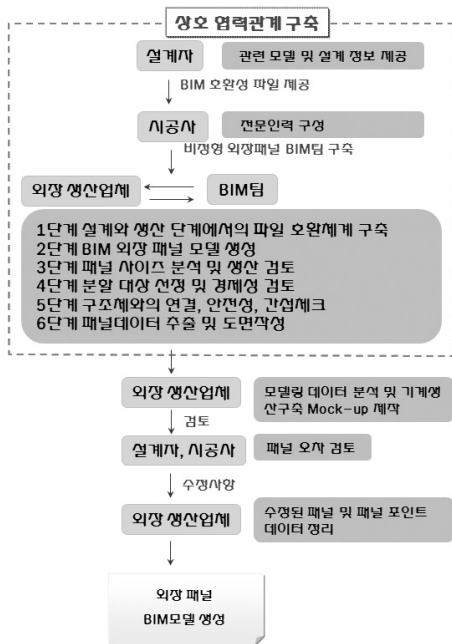 상호 협력관계 구축
설계자
관련 모델 및 설계 정보 제공
BIM 호환성 파일 제공
시공사
전문인력 구성
비정형 외장패널 BIM팀 구축
외장 생산업체
BIM팀
1단계 설계와 생산 단계에서의 파일 호환체계 구축
2단계 BIM 외장 패널 모델 생성
3단계 패널 사이즈 분석 및 생산 검토
4단계 분할 대상 선정 및 경제성 검토
5단계 구조체와의 연결, 안전성, 간섭체크
6단계 패널데이터 추출 및 도면작성
외장 생산업체
모델링 데이터 분석 및 기계생
산구축 Mock-up 제작
검토
설계자, 시공사
패널 오차 검토
수정사항
외장 생산업체
수정된 패널 및 패널 포인트
데이터 정리
외장 패널
BIM모델 생성